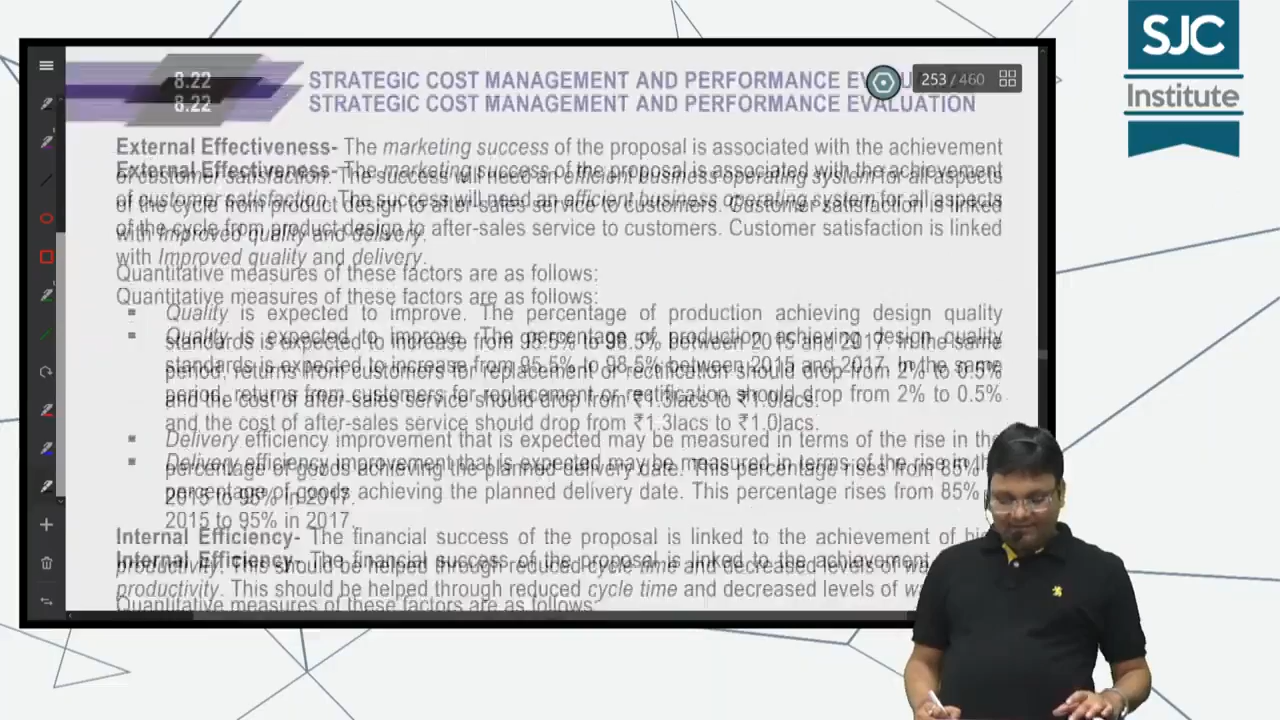 SJC
Institute
253 / 460
8.22 STRATEGIC COST MANAGEMENT AND PERFORMANCE EVALUATION
External Effectiveness- The marketing success of the proposal is associated with the achievement
of customer satisfaction. The success will need an efficient business operating system for all aspects
of the cycle from product design to after-sales service to customers. Customer satisfaction is linked
with Improved quality and delivery.
Quantitative measures of these factors are as follows:
▪ Quality is expected to improve. The percentage of production achieving design quality
standards is expected to increase from 95.5% to 98.5% between 2015 and 2017. In the same
period, returns from customers for replacement or rectification should drop from 2% to 0.5%
and the cost of after-sales service should drop from ₹1.3lacs to ₹1.0lacs.
▪ Delivery efficiency improvement that is expected may be measured in terms of the rise in the
percentage of goods achieving the planned delivery date. This percentage rises from 85%
2015 to 95% in 2017.
Internal Efficiency- The financial success of the proposal is linked to the achievement of
productivity. This should be helped through reduced cycle time and decreased levels of
Quantitative measures of these factors are as follows: